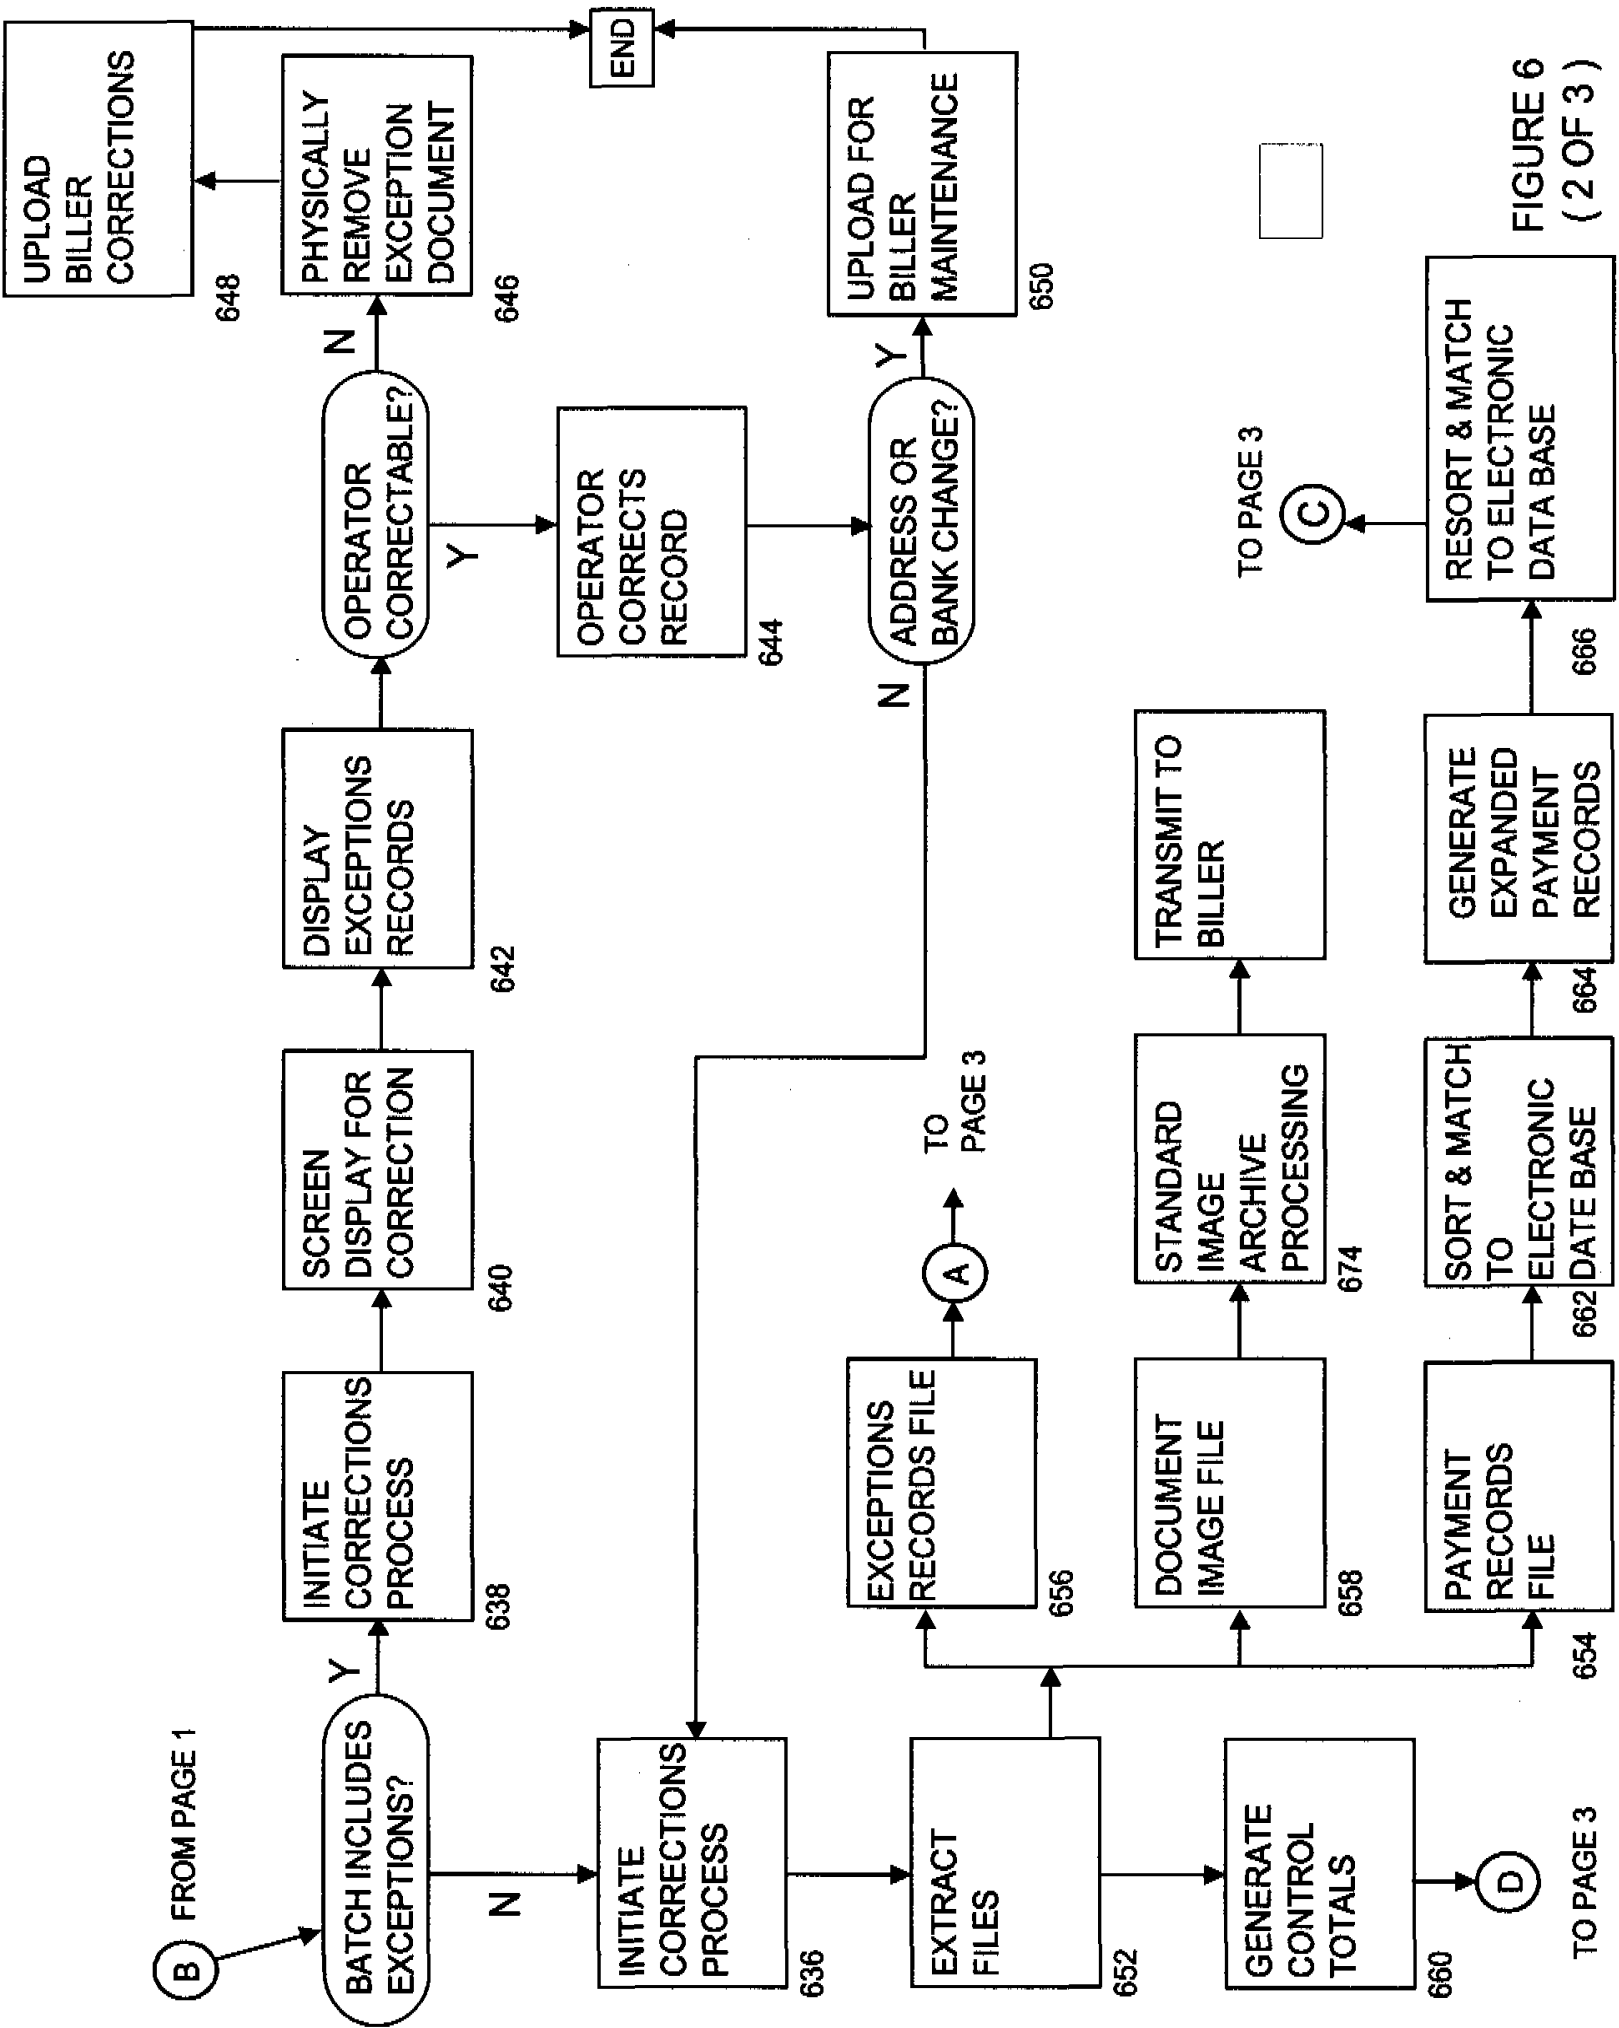 B
FROM PAGE 1
BATCH INCLUDES
EXCEPTIONS?
Y
N
INITIATE
CORRECTIONS
PROCESS
638
SCREEN
DISPLAY FOR
CORRECTION
640
DISPLAY
EXCEPTIONS
RECORDS
642
OPERATOR
CORRECTABLE?
N
Y
PHYSICALLY
REMOVE
EXCEPTION
DOCUMENT
646
UPLOAD
BILLER
CORRECTIONS
648
END
OPERATOR
CORRECTS
RECORD
644
ADDRESS OR
BANK CHANGE?
Y
N
UPLOAD FOR
BILLER
MAINTENANCE
650
INITIATE
CORRECTIONS
PROCESS
636
EXTRACT
FILES
652
GENERATE
CONTROL
TOTALS
660
D
TO PAGE 3
EXCEPTIONS
RECORDS FILE
656
A
TO
PAGE 3
DOCUMENT
IMAGE FILE
658
STANDARD
IMAGE
ARCHIVE
PROCESSING
674
TRANSMIT TO
BILLER
PAYMENT
RECORDS
FILE
654
SORT & MATCH
TO
ELECTRONIC
DATE BASE
662
GENERATE
EXPANDED
PAYMENT
RECORDS
664
RESORT & MATCH
TO ELECTRONIC
DATA BASE
666
C
TO PAGE 3
FIGURE 6
( 2 OF 3 )